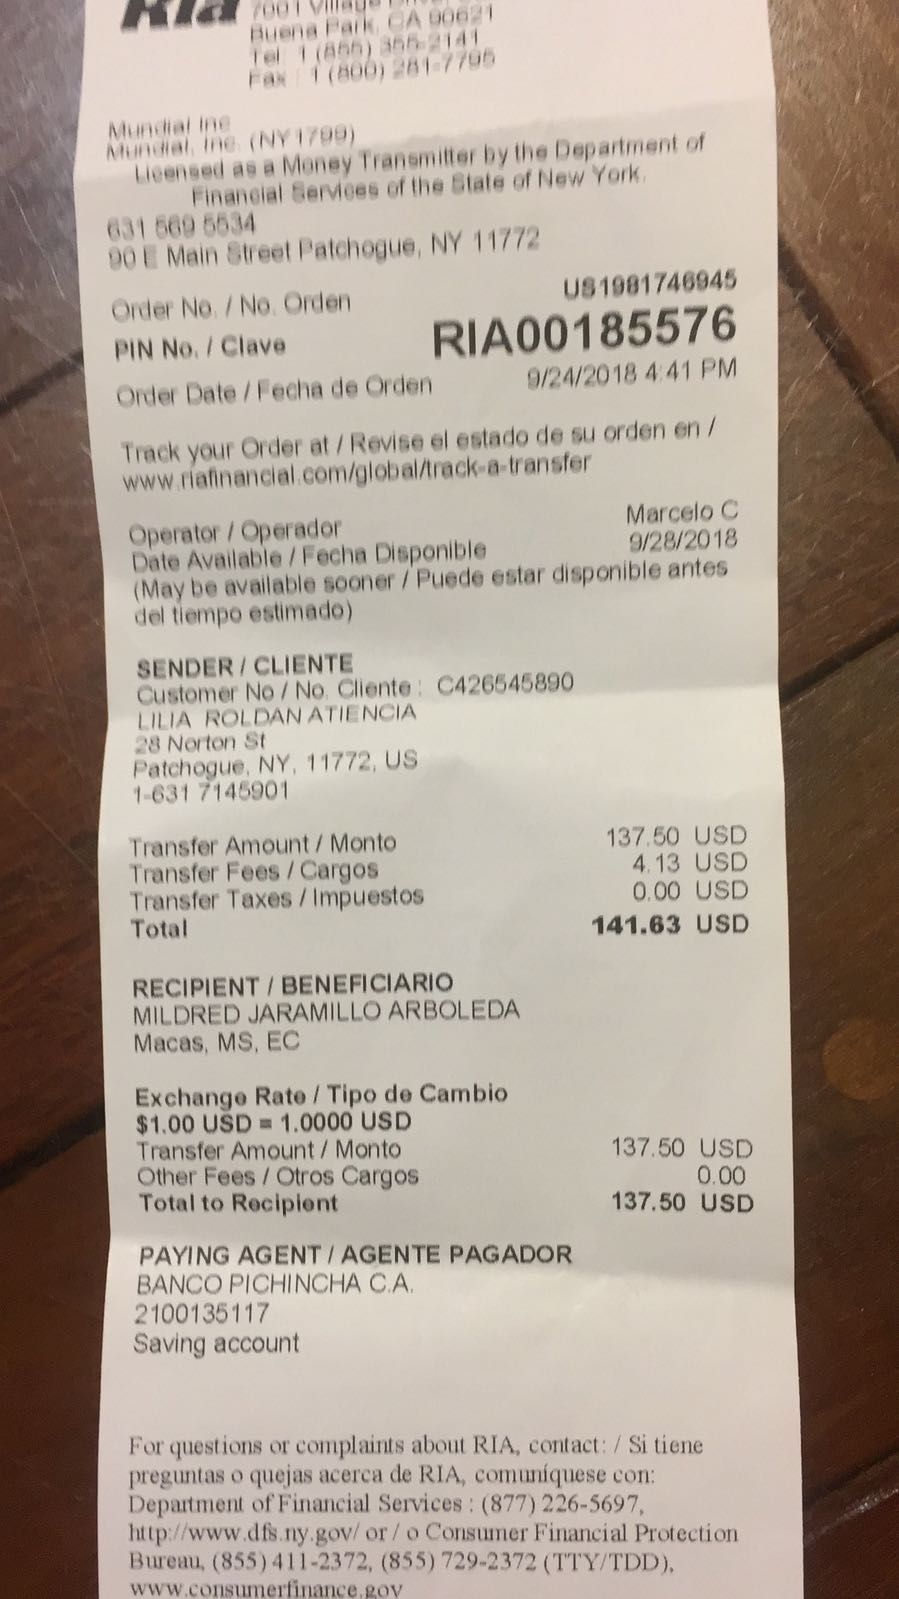 Ria
7001 Village
Buena Park, CA 90621
Tel 1 (855) 355-2141
Fax : 1 (800) 281-7795
Mundial Inc
Mundial, Inc. (NY1799)
Licensed as a Money Transmitter by the Department of
Financial Services of the State of New York.
631 569 5534
90 E Main Street Patchogue, NY 11772
Order No. / No. Orden US1981746945
PIN No. / Clave RIA00185576
Order Date / Fecha de Orden 9/24/2018 4:41 PM
Track your Order at / Revise el estado de su orden en /
www.riafinancial.com/global/track-a-transfer
Operator / Operador Marcelo C
Date Available / Fecha Disponible 9/28/2018
(May be available sooner / Puede estar disponible antes
del tiempo estimado)
SENDER / CLIENTE
Customer No / No. Cliente : C426545890
LILIA ROLDAN ATIENCIA
28 Norton St
Patchogue, NY, 11772, US
1-631 7145901
Transfer Amount / Monto 137.50 USD
Transfer Fees / Cargos 4.13 USD
Transfer Taxes / Impuestos 0.00 USD
Total 141.63 USD
RECIPIENT / BENEFICIARIO
MILDRED JARAMILLO ARBOLEDA
Macas, MS, EC
Exchange Rate / Tipo de Cambio
$1.00 USD = 1.0000 USD
Transfer Amount / Monto 137.50 USD
Other Fees / Otros Cargos 0.00
Total to Recipient 137.50 USD
PAYING AGENT / AGENTE PAGADOR
BANCO PICHINCHA C.A.
2100135117
Saving account
For questions or complaints about RIA, contact: / Si tiene
preguntas o quejas acerca de RIA, comuníquese con:
Department of Financial Services : (877) 226-5697,
http://www.dfs.ny.gov/ or / o Consumer Financial Protection
Bureau, (855) 411-2372, (855) 729-2372 (TTY/TDD),
www.consumerfinance.gov